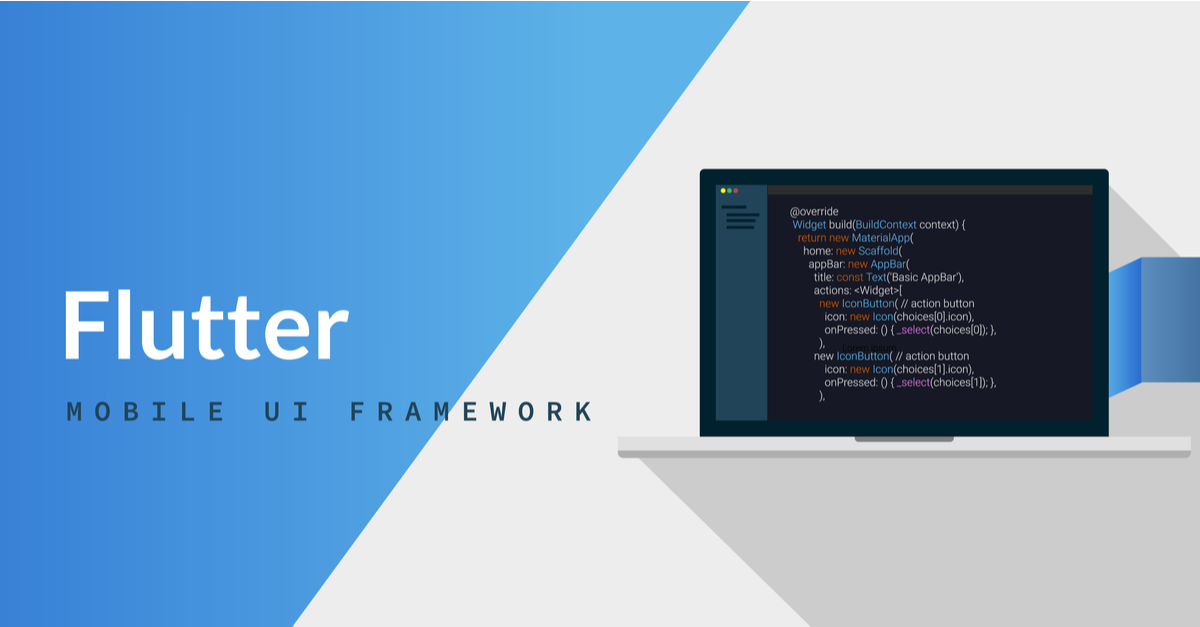 Flutter
MOBILE UI FRAMEWORK
@override
Widget build(BuildContext context) {
return new MaterialApp(
home: new Scaffold(
appBar: new AppBar(
title: const Text('Basic AppBar'),
actions: <Widget>[
new IconButton( // action button
icon: new Icon(choices[0].icon),
onPressed: () { _select(choices[0]); },
),
Lorem ipsum
new IconButton( // action button
icon: new Icon(choices[1].icon),
onPressed: () { _select(choices[1]); },
),